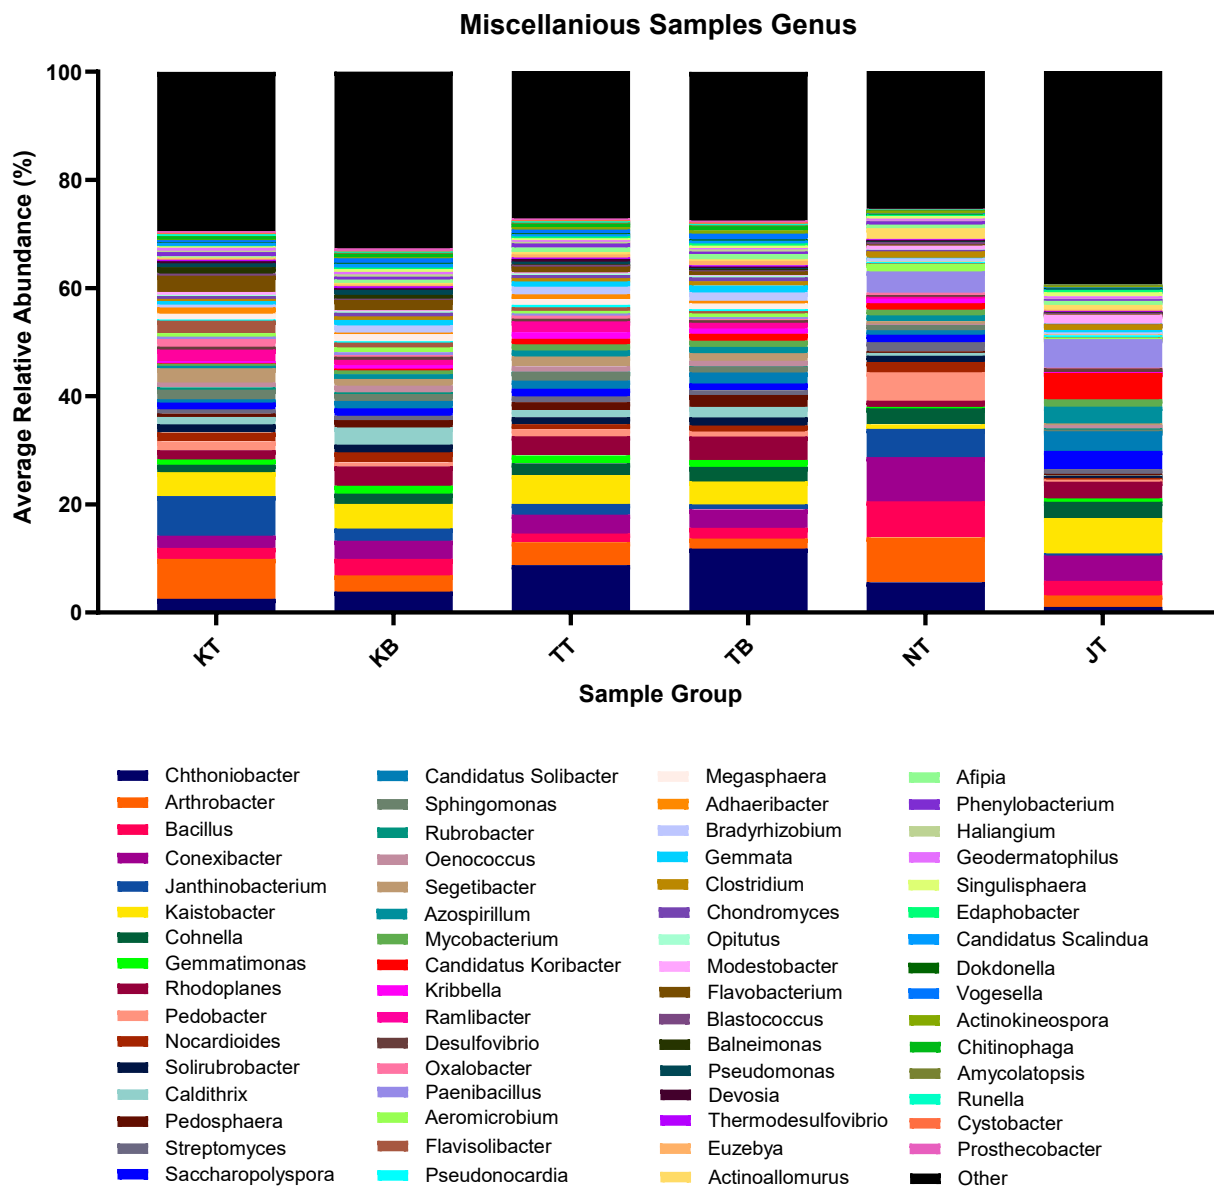 Miscellanious Samples Genus
Average Relative Abundance (%)
100
80
60
40
20
0
KT
KB
TT
TB
NT
JT
Sample Group
Chthoniobacter
Arthrobacter
Bacillus
Conexibacter
Janthinobacterium
Kaistobacter
Cohnella
Gemmatimonas
Rhodoplanes
Pedobacter
Nocardioides
Solirubrobacter
Caldithrix
Pedosphaera
Streptomyces
Saccharopolyspora
Candidatus Solibacter
Sphingomonas
Rubrobacter
Oenococcus
Segetibacter
Azospirillum
Mycobacterium
Candidatus Koribacter
Kribbella
Ramlibacter
Desulfovibrio
Oxalobacter
Paenibacillus
Aeromicrobium
Flavisolibacter
Pseudonocardia
Megasphaera
Adhaeribacter
Bradyrhizobium
Gemmata
Clostridium
Chondromyces
Opitutus
Modestobacter
Flavobacterium
Blastococcus
Balneimonas
Pseudomonas
Devosia
Thermodesulfovibrio
Euzebya
Actinoallomurus
Afipia
Phenylobacterium
Haliangium
Geodermatophilus
Singulisphaera
Edaphobacter
Candidatus Scalindua
Dokdonella
Vogesella
Actinokineospora
Chitinophaga
Amycolatopsis
Runella
Cystobacter
Prosthecobacter
Other